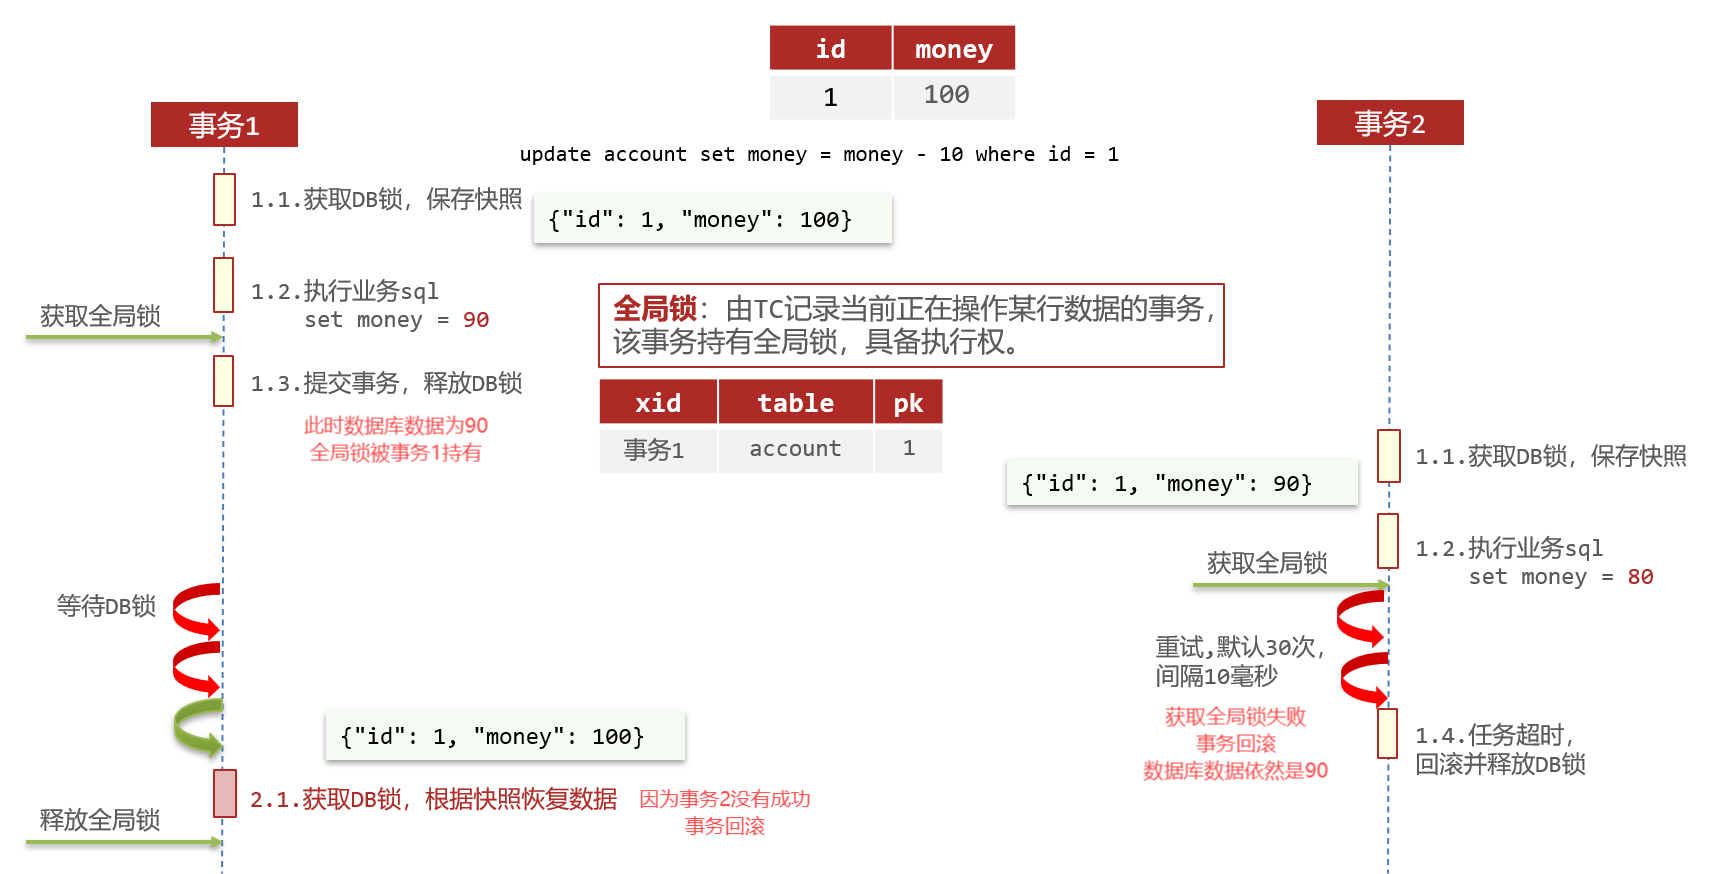 id money
1 100
事务1
事务2
update account set money = money - 10 where id = 1
1.1.获取DB锁，保存快照
{"id": 1, "money": 100}
1.2.执行业务sql
set money = 90
获取全局锁
全局锁：由TC记录当前正在操作某行数据的事务，
该事务持有全局锁，具备执行权。
1.3.提交事务，释放DB锁
此时数据库数据为90
全局锁被事务1持有
xid table pk
事务1 account 1
1.1.获取DB锁，保存快照
{"id": 1, "money": 90}
1.2.执行业务sql
set money = 80
获取全局锁
等待DB锁
重试,默认30次，
间隔10毫秒
获取全局锁失败
事务回滚
数据库数据依然是90
1.4.任务超时，
回滚并释放DB锁
{"id": 1, "money": 100}
2.1.获取DB锁，根据快照恢复数据
因为事务2没有成功
事务回滚
释放全局锁